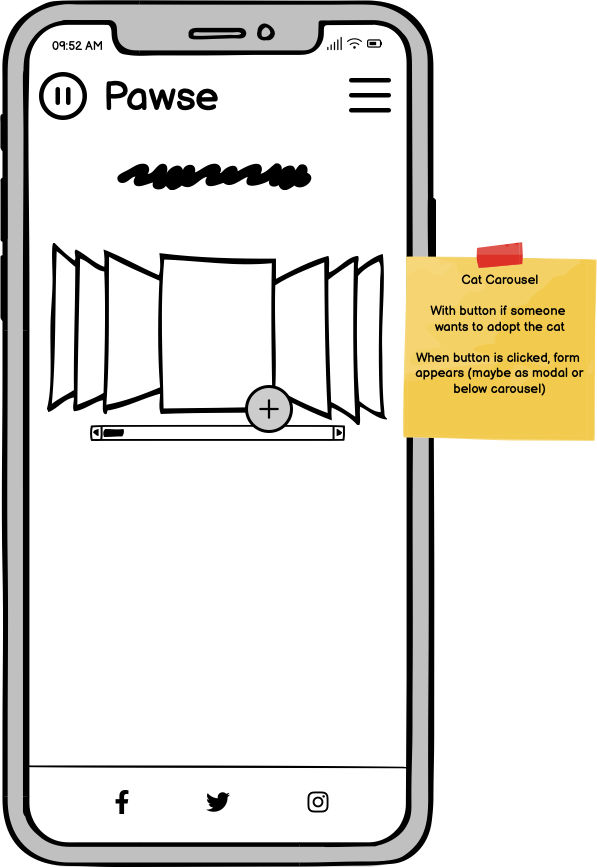 09:52 AM
Pawse
Cat Carousel
With button if someone
wants to adopt the cat
When button is clicked, form
appears (maybe as modal or
below carousel)